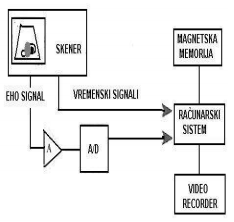 SKENER
MAGNETSKA
MEMORIJA
EHO SIGNAL
VREMENSKI SIGNALI
RAČUNARSKI
SISTEM
A
A/D
VIDEO
RECORDER